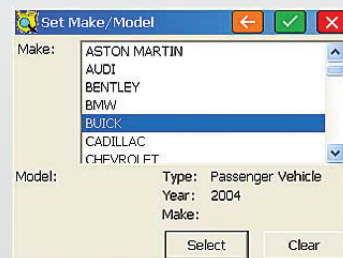 Set Make/Model
Make:
ASTON MARTIN
AUDI
BENTLEY
BMW
BUICK
CADILLAC
CHEVROLET
Model:
Type: Passenger Vehicle
Year: 2004
Make:
Select
Clear